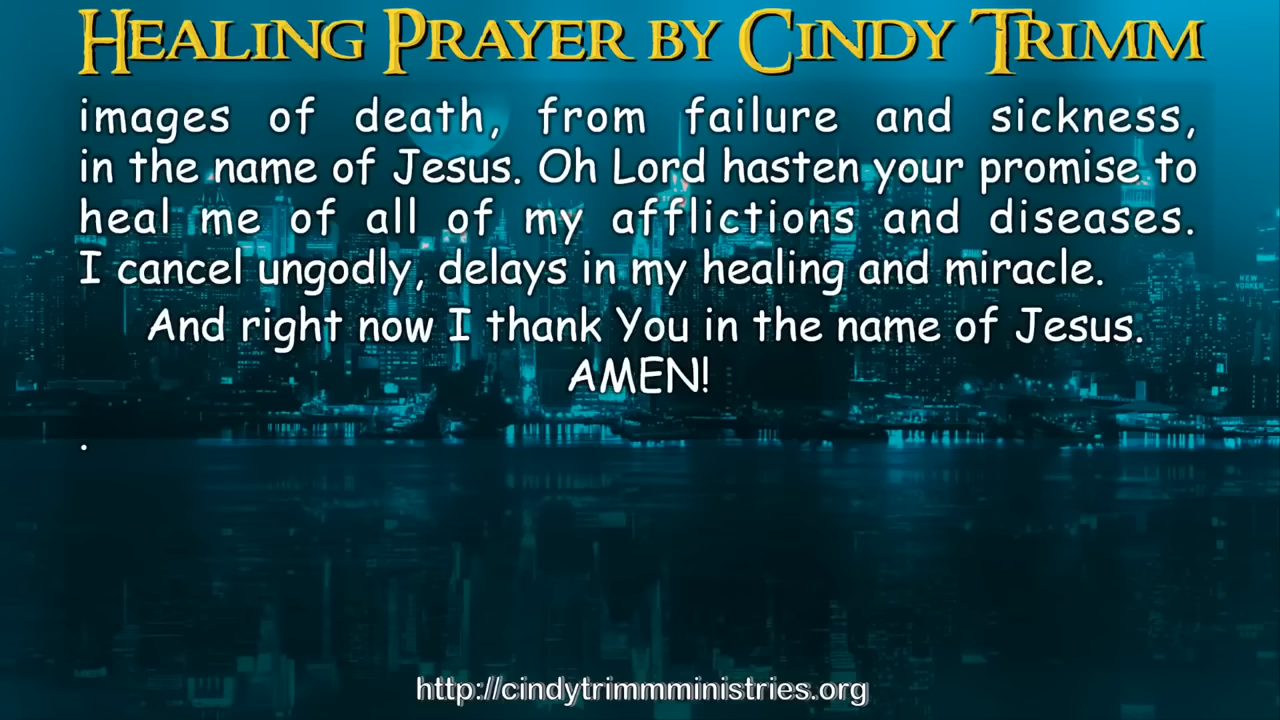 HEALING PRAYER BY CINDY TRIMM
images of death, from failure and sickness,
in the name of Jesus. Oh Lord hasten your promise to
heal me of all of my afflictions and diseases.
I cancel ungodly, delays in my healing and miracle.
And right now I thank You in the name of Jesus.
AMEN!
.
http://cindytrimmministries.org